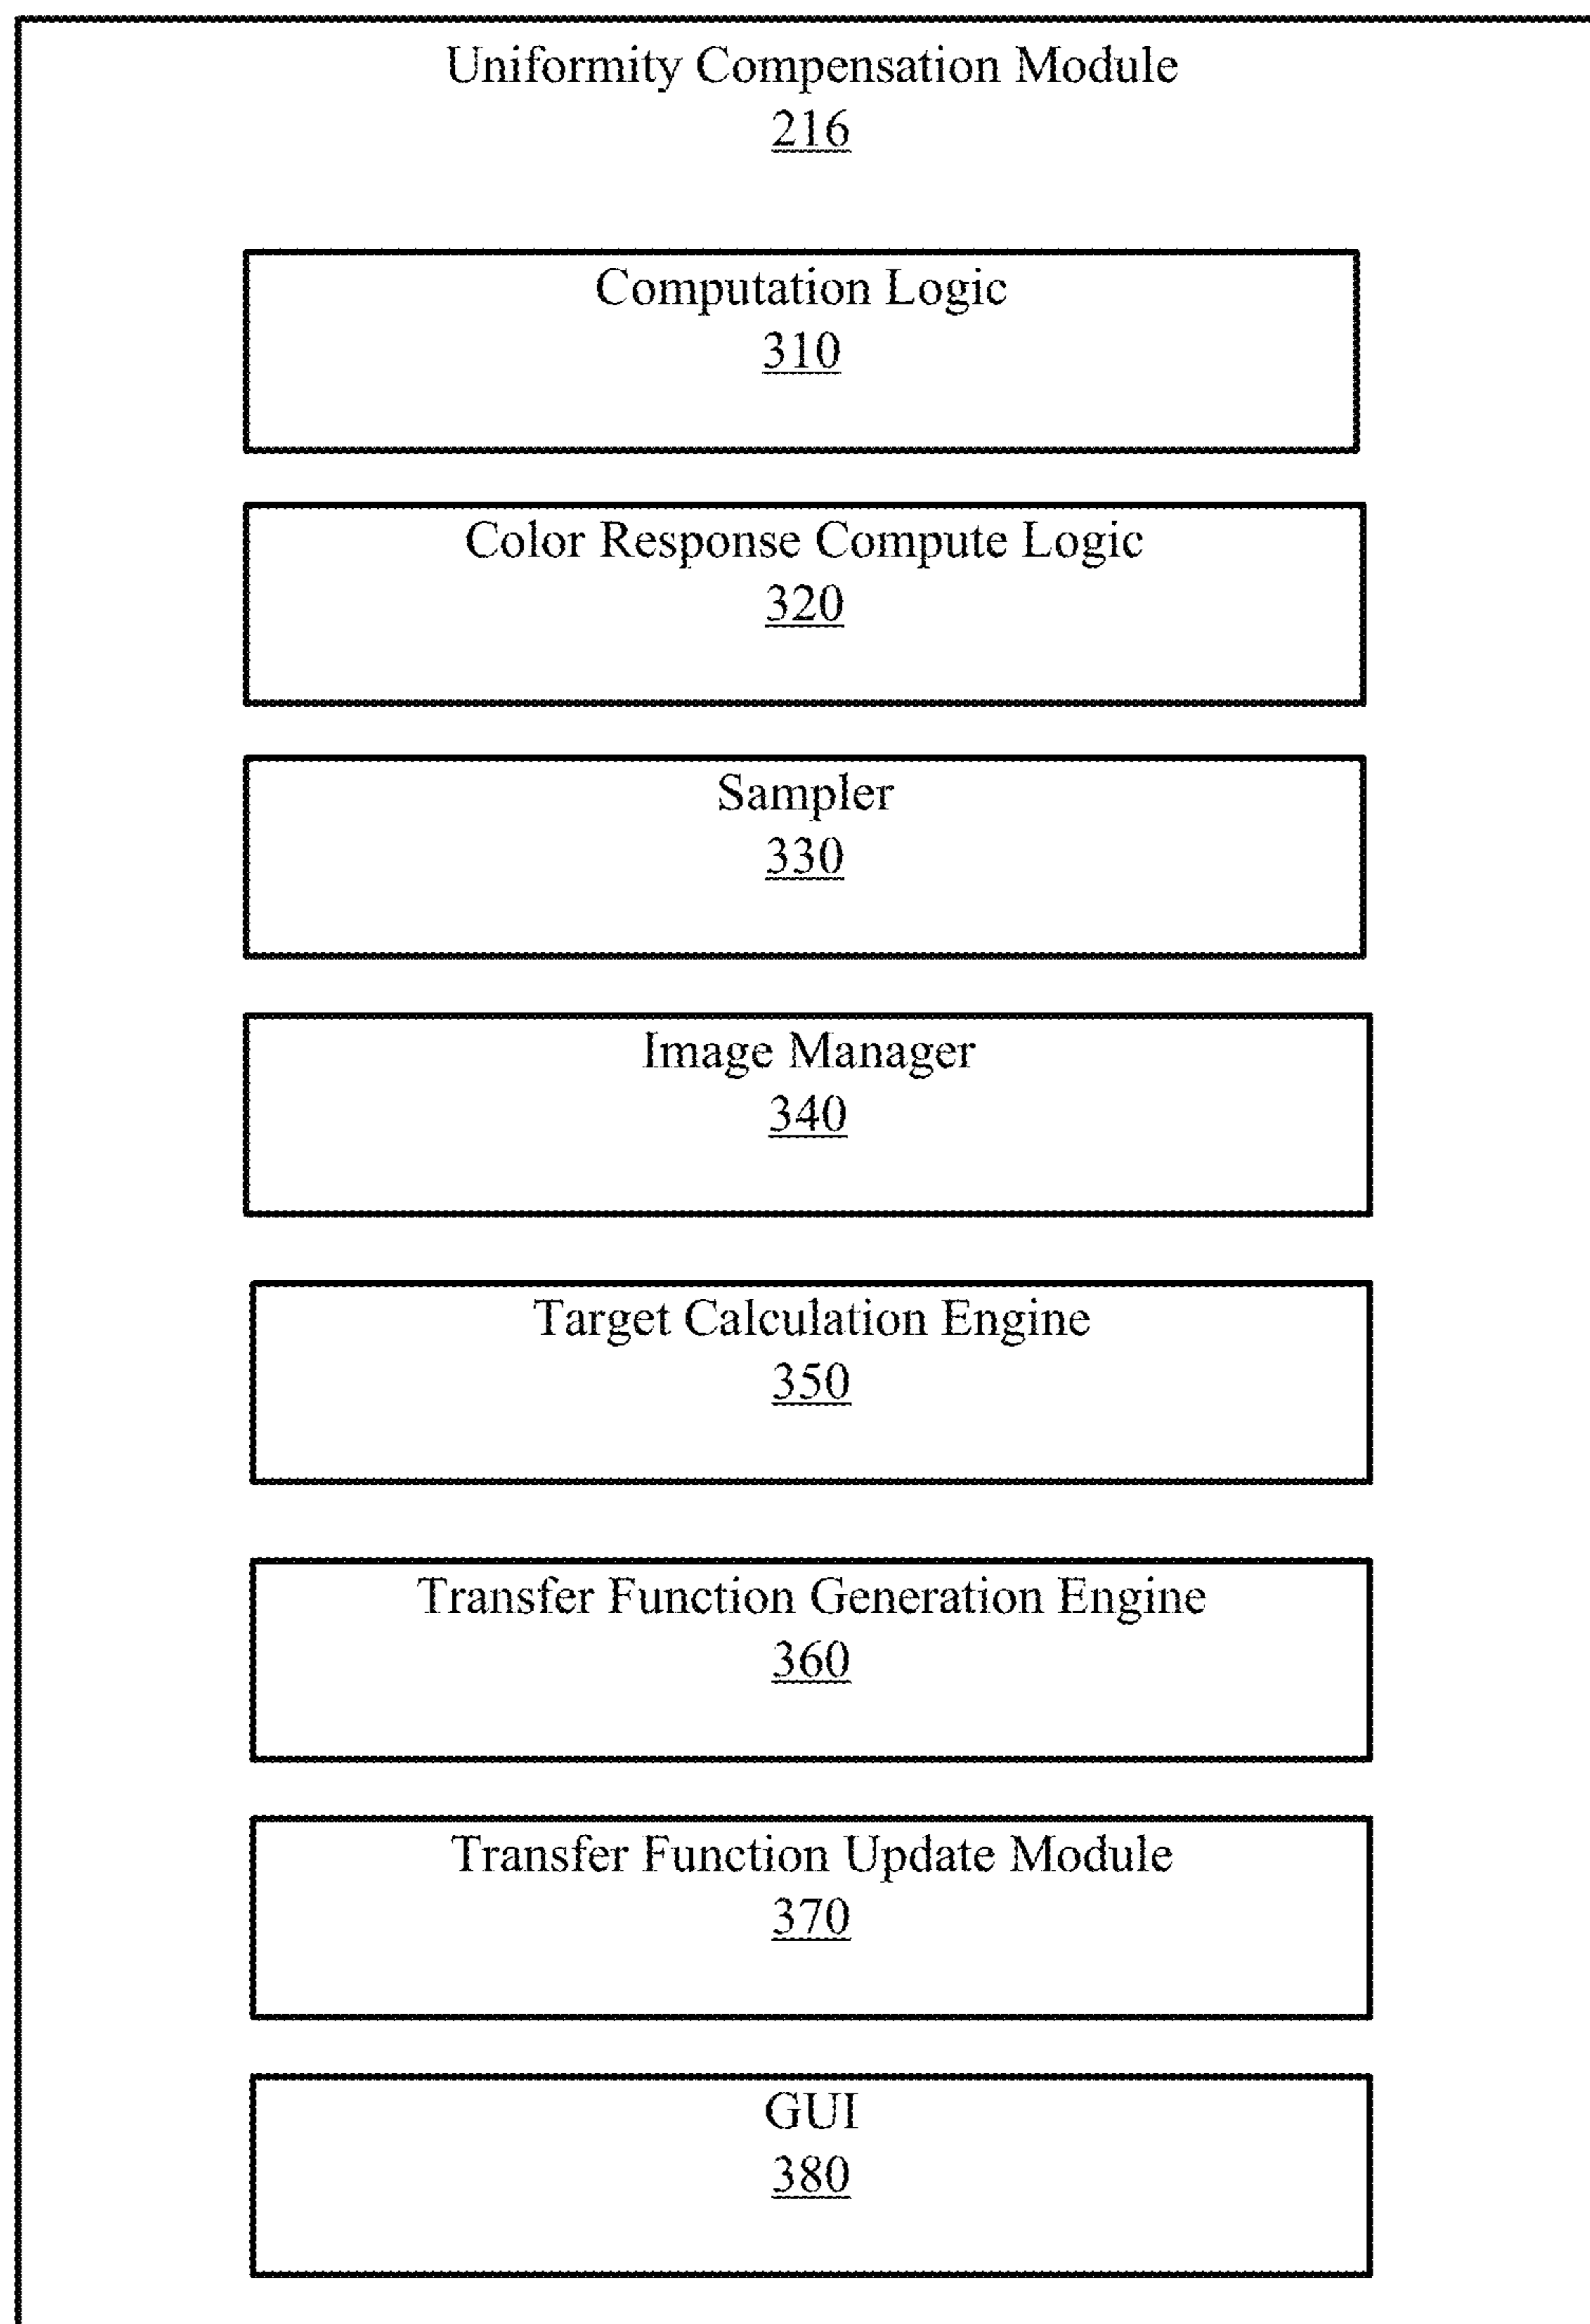 Uniformity Compensation Module
216
Computation Logic
310
Color Response Compute Logic
320
Sampler
330
Image Manager
340
Target Calculation Engine
350
Transfer Function Generation Engine
360
Transfer Function Update Module
370
GUI
380